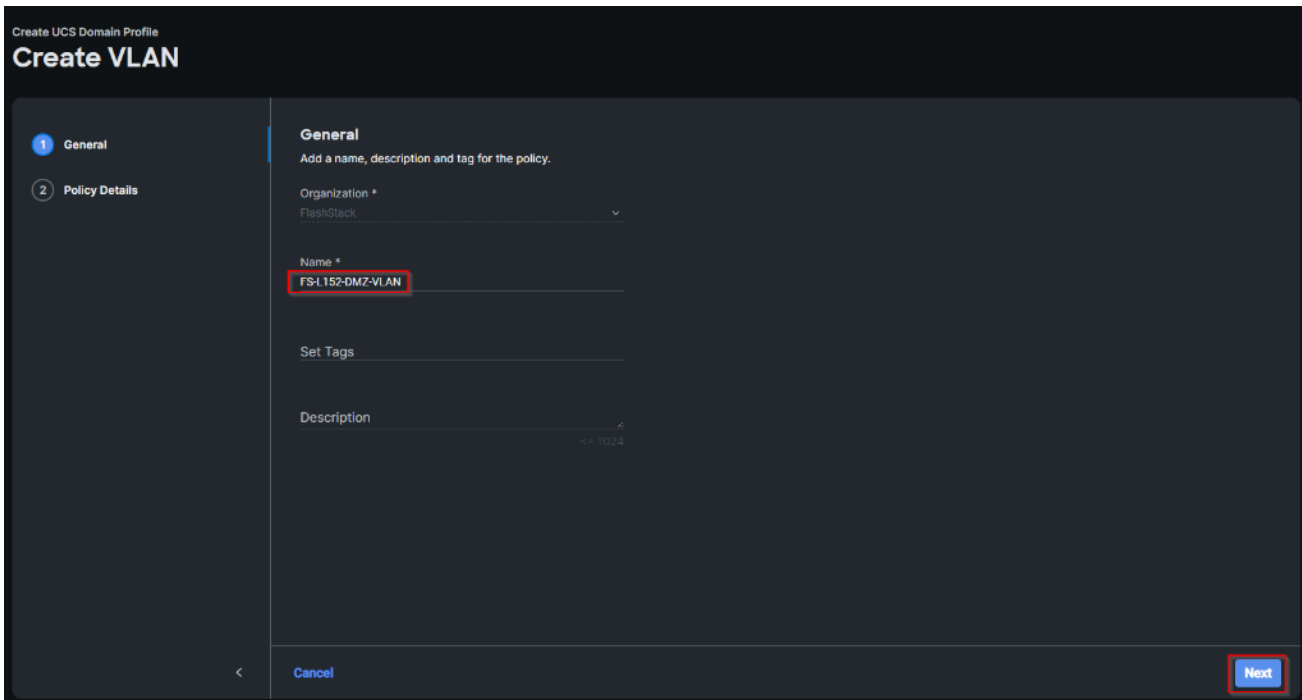 Create UCS Domain Profile
Create VLAN
1 General
2 Policy Details
General
Add a name, description and tag for the policy.
Organization *
FlashStack
Name *
FS-L152-DMZ-VLAN
Set Tags
Description
<= 1024
Cancel
Next